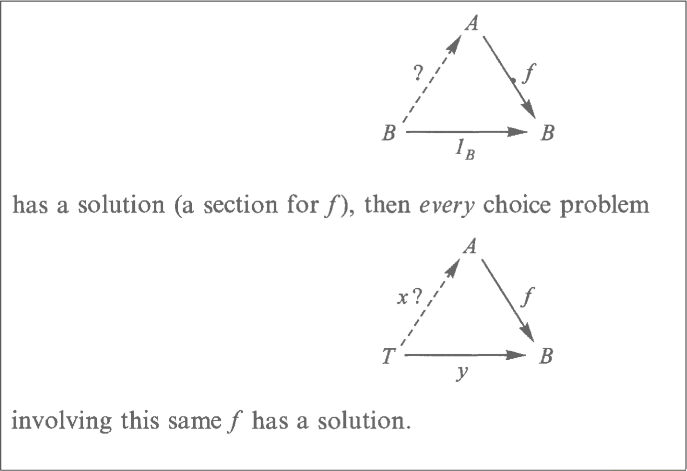 A
? f
B B
1_B
has a solution (a section for f), then every choice problem
A
x? f
T B
y
involving this same f has a solution.